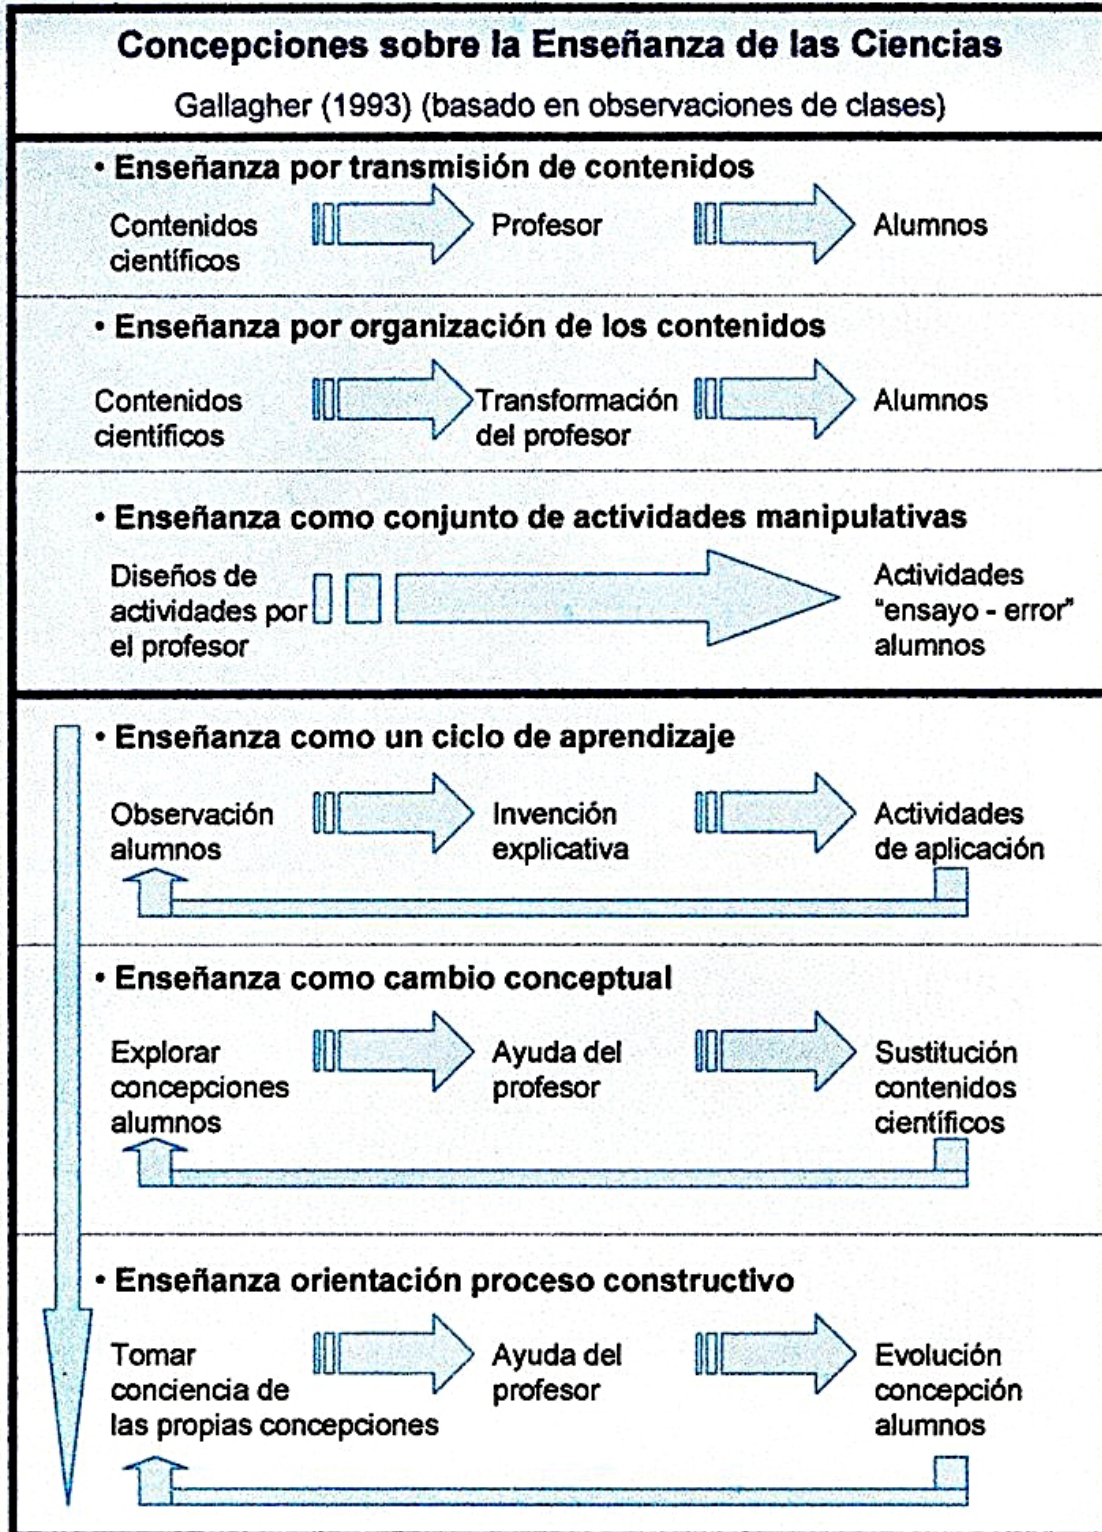 Concepciones sobre la Enseñanza de las Ciencias
Gallagher (1993) (basado en observaciones de clases)
• Enseñanza por transmisión de contenidos
Contenidos
científicos
Profesor
Alumnos
• Enseñanza por organización de los contenidos
Contenidos
científicos
Transformación
del profesor
Alumnos
• Enseñanza como conjunto de actividades manipulativas
Diseños de
actividades por
el profesor
Actividades
"ensayo - error"
alumnos
• Enseñanza como un ciclo de aprendizaje
Observación
alumnos
Invención
explicativa
Actividades
de aplicación
• Enseñanza como cambio conceptual
Explorar
concepciones
alumnos
Ayuda del
profesor
Sustitución
contenidos
científicos
• Enseñanza orientación proceso constructivo
Tomar
conciencia de
las propias concepciones
Ayuda del
profesor
Evolución
concepción
alumnos